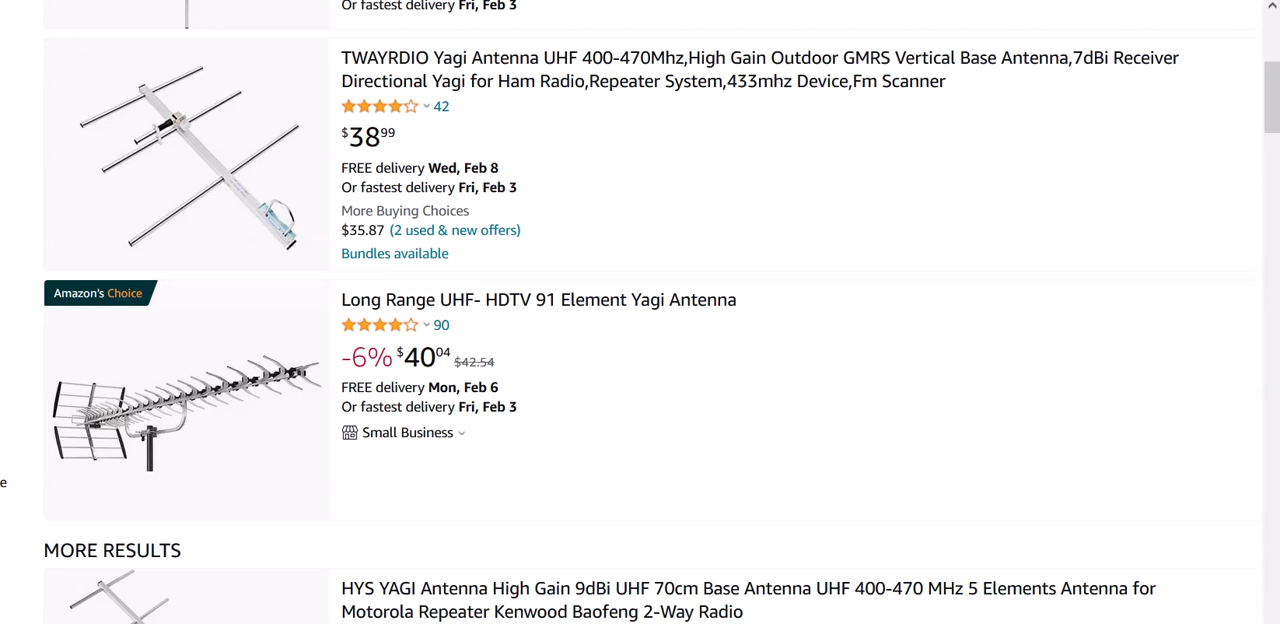 Or fastest delivery Fri, Feb 3
TWAYRDIO Yagi Antenna UHF 400-470Mhz,High Gain Outdoor GMRS Vertical Base Antenna,7dBi Receiver
Directional Yagi for Ham Radio,Repeater System,433mhz Device,Fm Scanner
42
$38.99
FREE delivery Wed, Feb 8
Or fastest delivery Fri, Feb 3
More Buying Choices
$35.87 (2 used & new offers)
Bundles available
Amazon's Choice
Long Range UHF- HDTV 91 Element Yagi Antenna
90
-6% $40.04 $42.54
FREE delivery Mon, Feb 6
Or fastest delivery Fri, Feb 3
Small Business
e
MORE RESULTS
HYS YAGI Antenna High Gain 9dBi UHF 70cm Base Antenna UHF 400-470 MHz 5 Elements Antenna for
Motorola Repeater Kenwood Baofeng 2-Way Radio